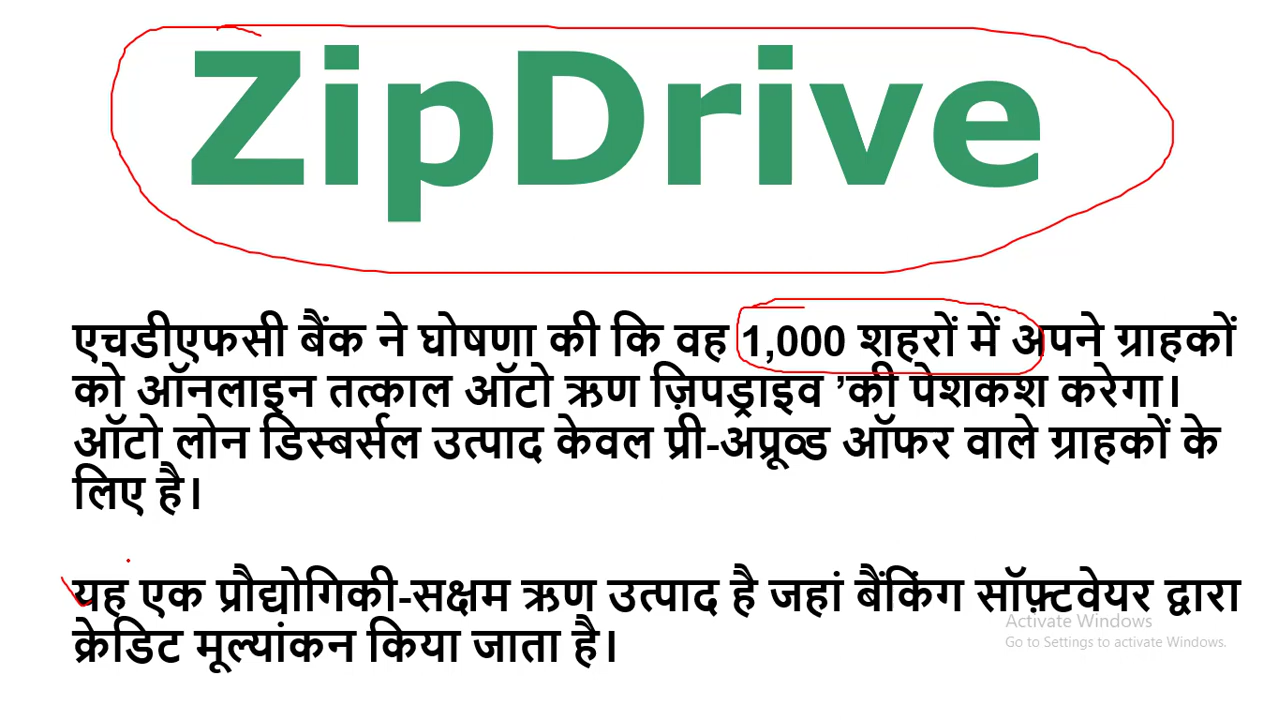 ZipDrive
एचडीएफसी बैंक ने घोषणा की कि वह 1,000 शहरों में अपने ग्राहकों
को ऑनलाइन तत्काल ऑटो ऋण ज़िपड्राइव ’की पेशकश करेगा।
ऑटो लोन डिस्बर्सल उत्पाद केवल प्री-अप्रूव्ड ऑफर वाले ग्राहकों के
लिए है।
यह एक प्रौद्योगिकी-सक्षम ऋण उत्पाद है जहां बैंकिंग सॉफ़्टवेयर द्वारा
क्रेडिट मूल्यांकन किया जाता है।
Activate Windows
Go to Settings to activate Windows.